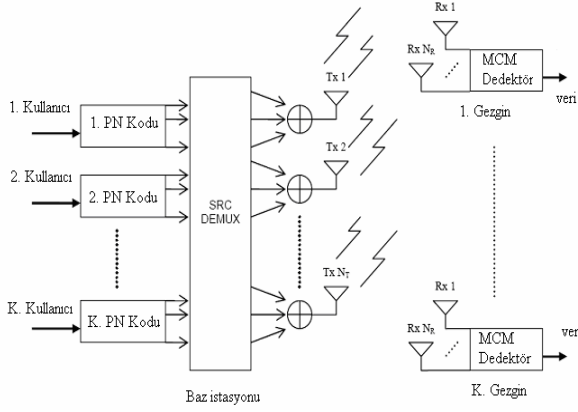 Rx 1
Rx N_R
MCM
Dedektör
veri
1. Gezgin
1. Kullanıcı
1. PN Kodu
Tx 1
2. Kullanıcı
2. PN Kodu
Tx 2
SRC
DEMUX
K. Kullanıcı
K. PN Kodu
Tx N_T
Baz istasyonu
Rx 1
Rx N_R
MCM
Dedektör
veri
K. Gezgin